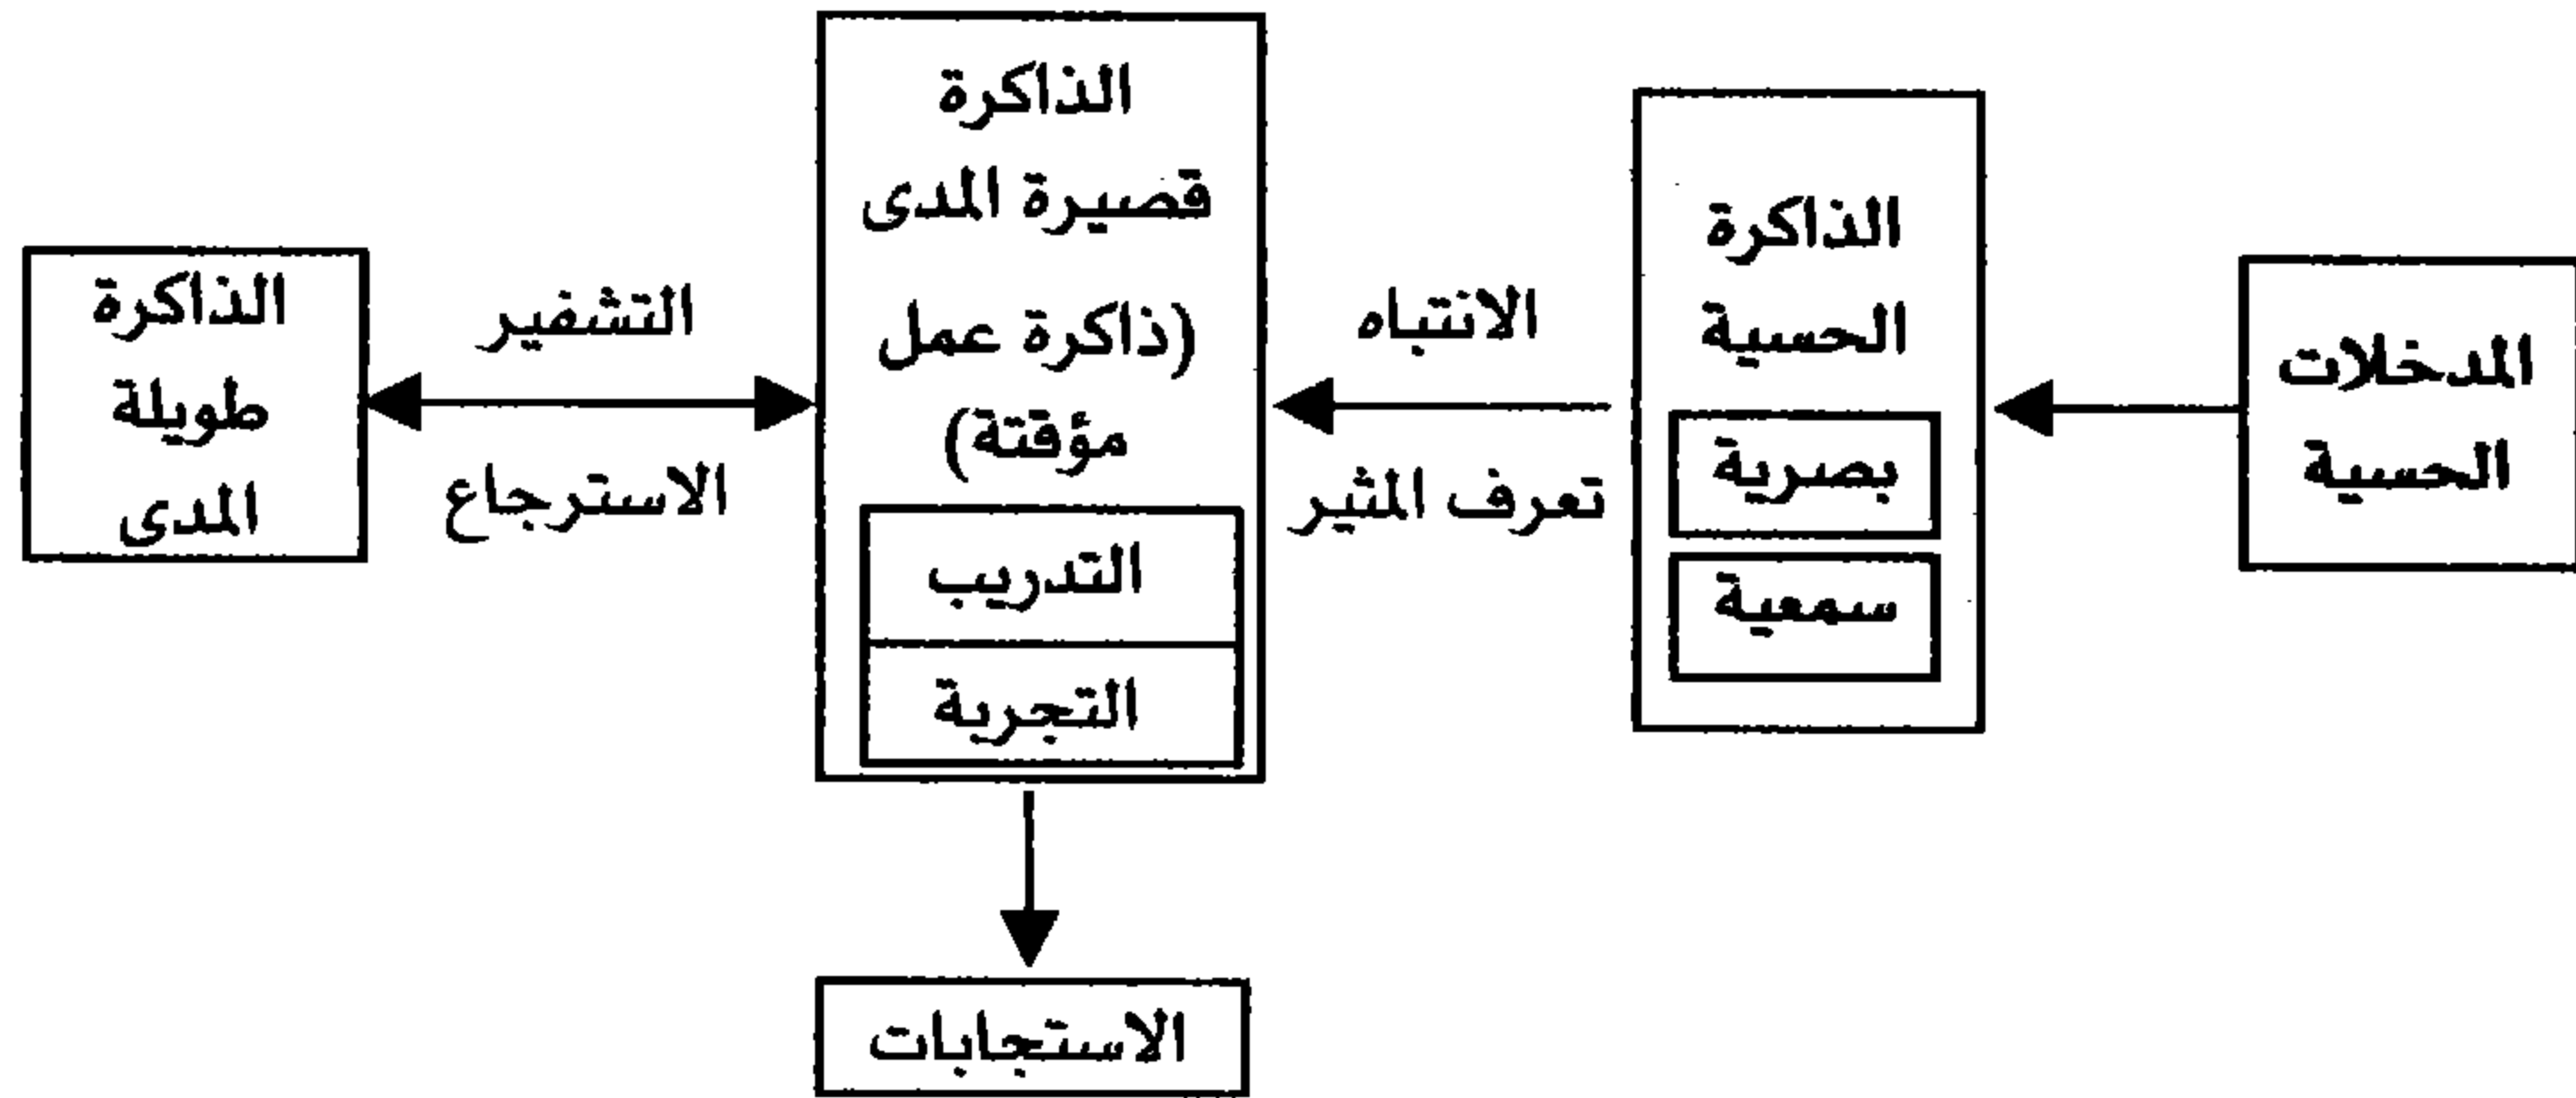 المدخلات
الحسية
الذاكرة
الحسية
بصرية
سمعية
الانتباه
تعرف المثير
الذاكرة
قصيرة المدى
(ذاكرة عمل
مؤقتة)
التدريب
التجربة
التشفير
الاسترجاع
الذاكرة
طويلة
المدى
الاستجابات